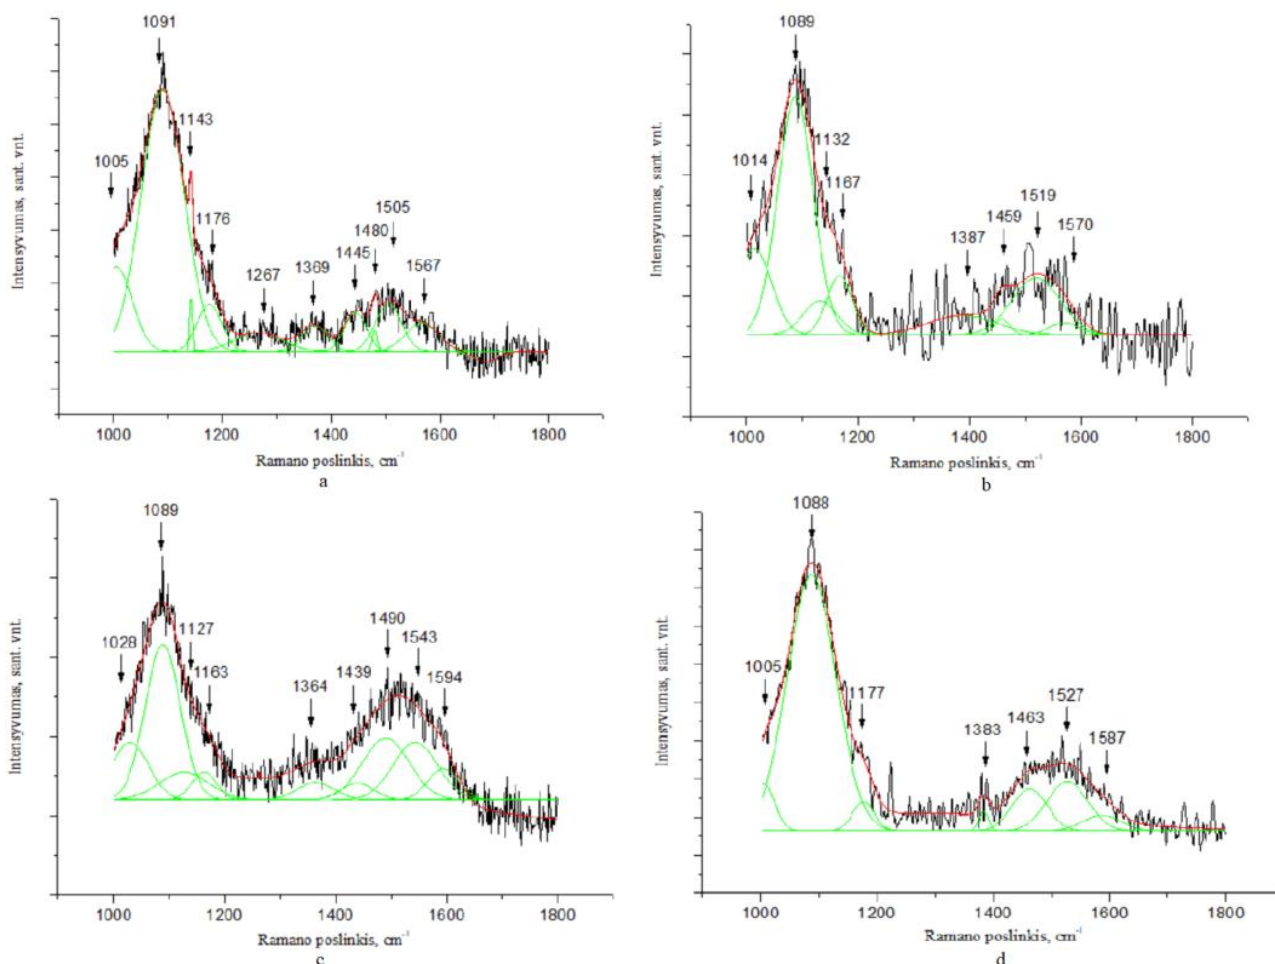 1091
1143
1005
1176
1267
1369
1445
1480
1505
1567
Intensyvumas, sant. vnt.
1000 1200 1400 1600 1800
Ramano poslinkis, cm⁻¹
a
1089
1132
1014
1167
1387
1459
1519
1570
Intensyvumas, sant. vnt.
1000 1200 1400 1600 1800
Ramano poslinkis, cm⁻¹
b
1089
1028
1127
1163
1364
1439
1490
1543
1594
Intensyvumas, sant. vnt.
1000 1200 1400 1600 1800
Ramano poslinkis, cm⁻¹
c
1088
1005
1177
1383
1463
1527
1587
Intensyvumas, sant. vnt.
1000 1200 1400 1600 1800
Ramano poslinkis, cm⁻¹
d